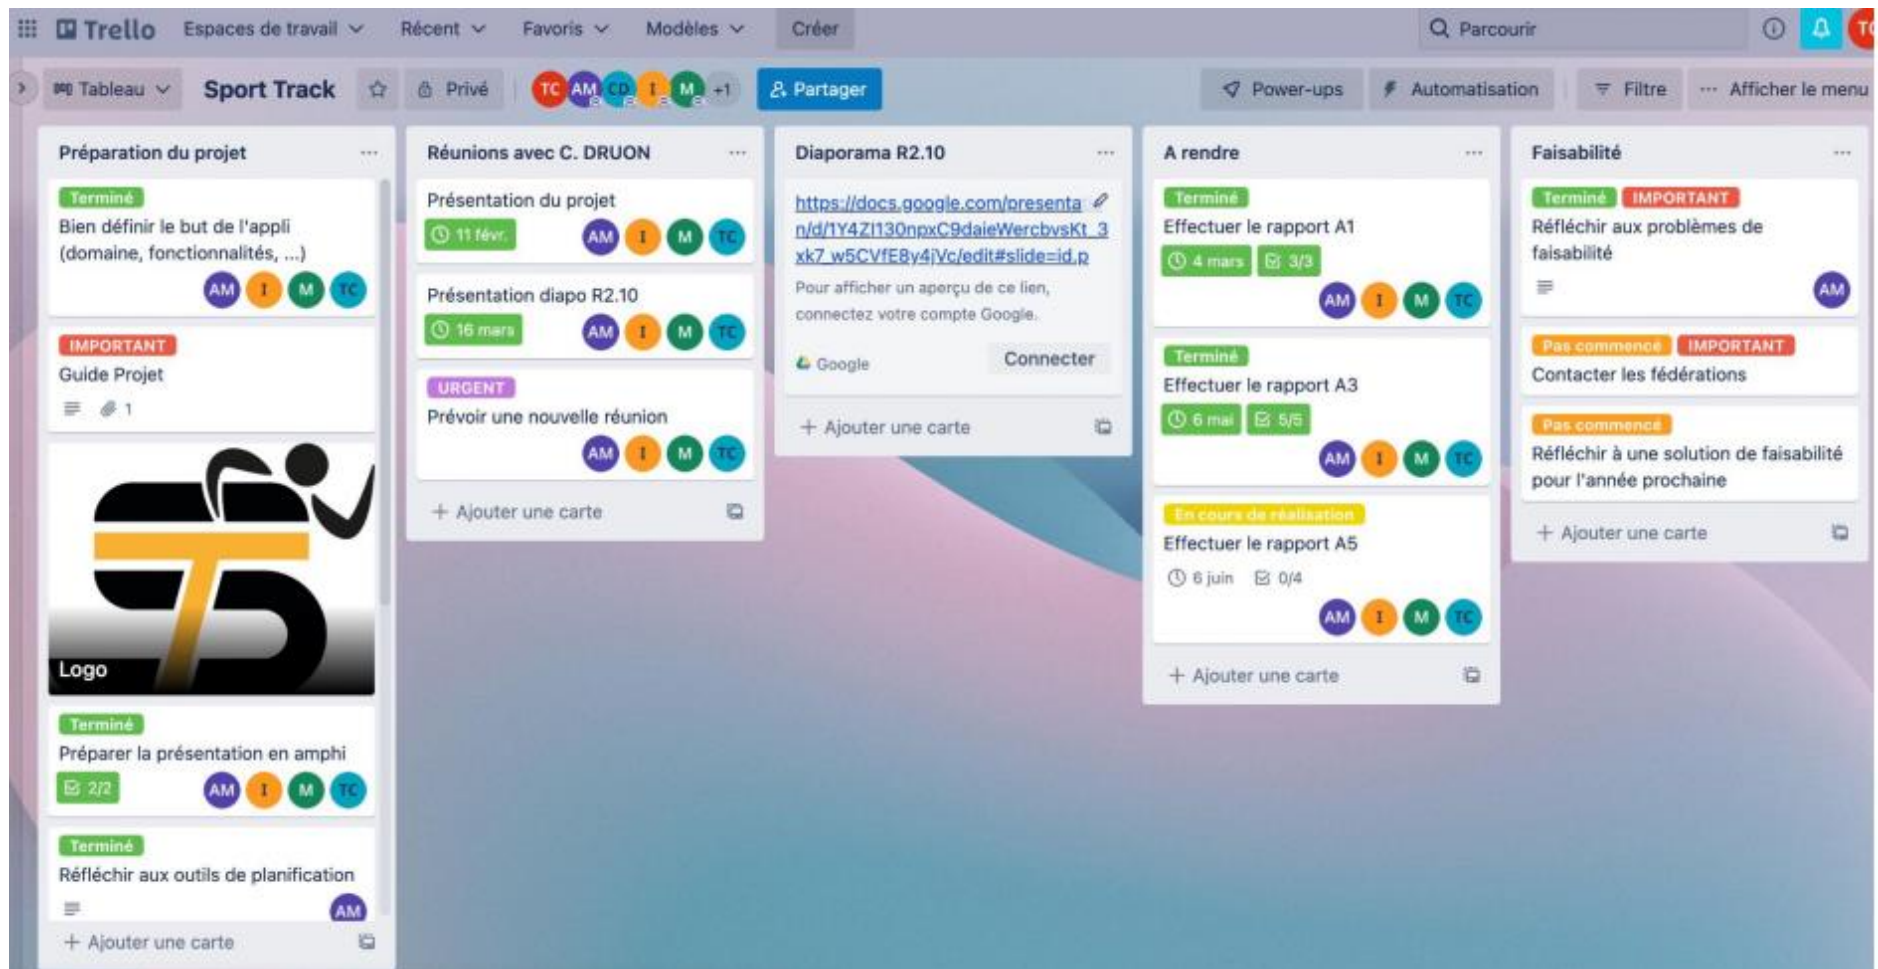 Trello Espaces de travail Récent Favoris Modèles Créer Parcourir TC
Tableau Sport Track Privé TC AM CD I M +1 Partager Power-ups Automatisation Filtre ... Afficher le menu
Préparation du projet ...
Terminé
Bien définir le but de l'appli
(domaine, fonctionnalités, ...)
AM I M TC
IMPORTANT
Guide Projet
1
Logo
Terminé
Préparer la présentation en amphi
2/2 AM I M TC
Terminé
Réfléchir aux outils de planification
AM
+ Ajouter une carte
Réunions avec C. DRUON ...
Présentation du projet
11 févr. AM I M TC
Présentation diapo R2.10
16 mars AM I M TC
URGENT
Prévoir une nouvelle réunion
AM I M TC
+ Ajouter une carte
Diaporama R2.10 ...
https://docs.google.com/presenta
n/d/1Y4ZI130npxC9daieWercbvsKt_3
xk7_w5CVfE8y4jVc/edit#slide=id.p
Pour afficher un aperçu de ce lien,
connectez votre compte Google.
Google Connecter
+ Ajouter une carte
A rendre ...
Terminé
Effectuer le rapport A1
4 mars 3/3
AM I M TC
Terminé
Effectuer le rapport A3
6 mai 5/5
AM I M TC
En cours de réalisation
Effectuer le rapport A5
6 juin 0/4
AM I M TC
+ Ajouter une carte
Faisabilité ...
Terminé IMPORTANT
Réfléchir aux problèmes de
faisabilité
AM
Pas commencé IMPORTANT
Contacter les fédérations
Pas commencé
Réfléchir à une solution de faisabilité
pour l'année prochaine
+ Ajouter une carte